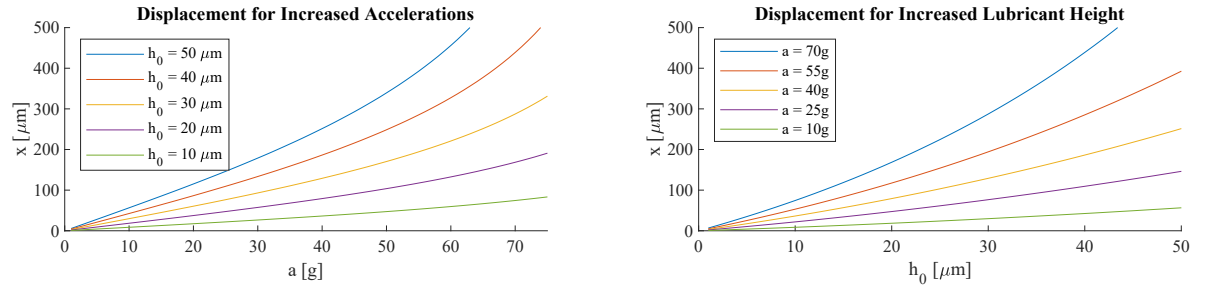 Displacement for Increased Accelerations
500
400
300
200
100
0
x [μm]
h₀ = 50 μm
h₀ = 40 μm
h₀ = 30 μm
h₀ = 20 μm
h₀ = 10 μm
0 10 20 30 40 50 60 70
a [g]
Displacement for Increased Lubricant Height
500
400
300
200
100
0
x [μm]
a = 70g
a = 55g
a = 40g
a = 25g
a = 10g
0 10 20 30 40 50
h₀ [μm]